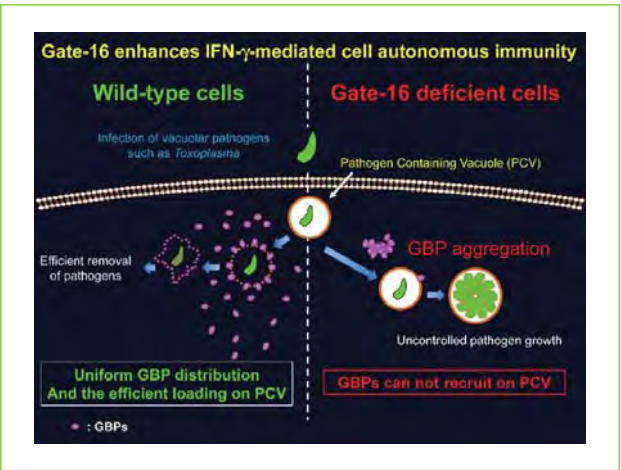 Gate-16 enhances IFN-γ-mediated cell autonomous immunity
Wild-type cells
Gate-16 deficient cells
Infection of vacuolar pathogens
such as Toxoplasma
Pathogen Containing Vacuole (PCV)
GBP aggregation
Efficient removal
of pathogens
Uncontrolled pathogen growth
Uniform GBP distribution
And the efficient loading on PCV
GBPs can not recruit on PCV
: GBPs